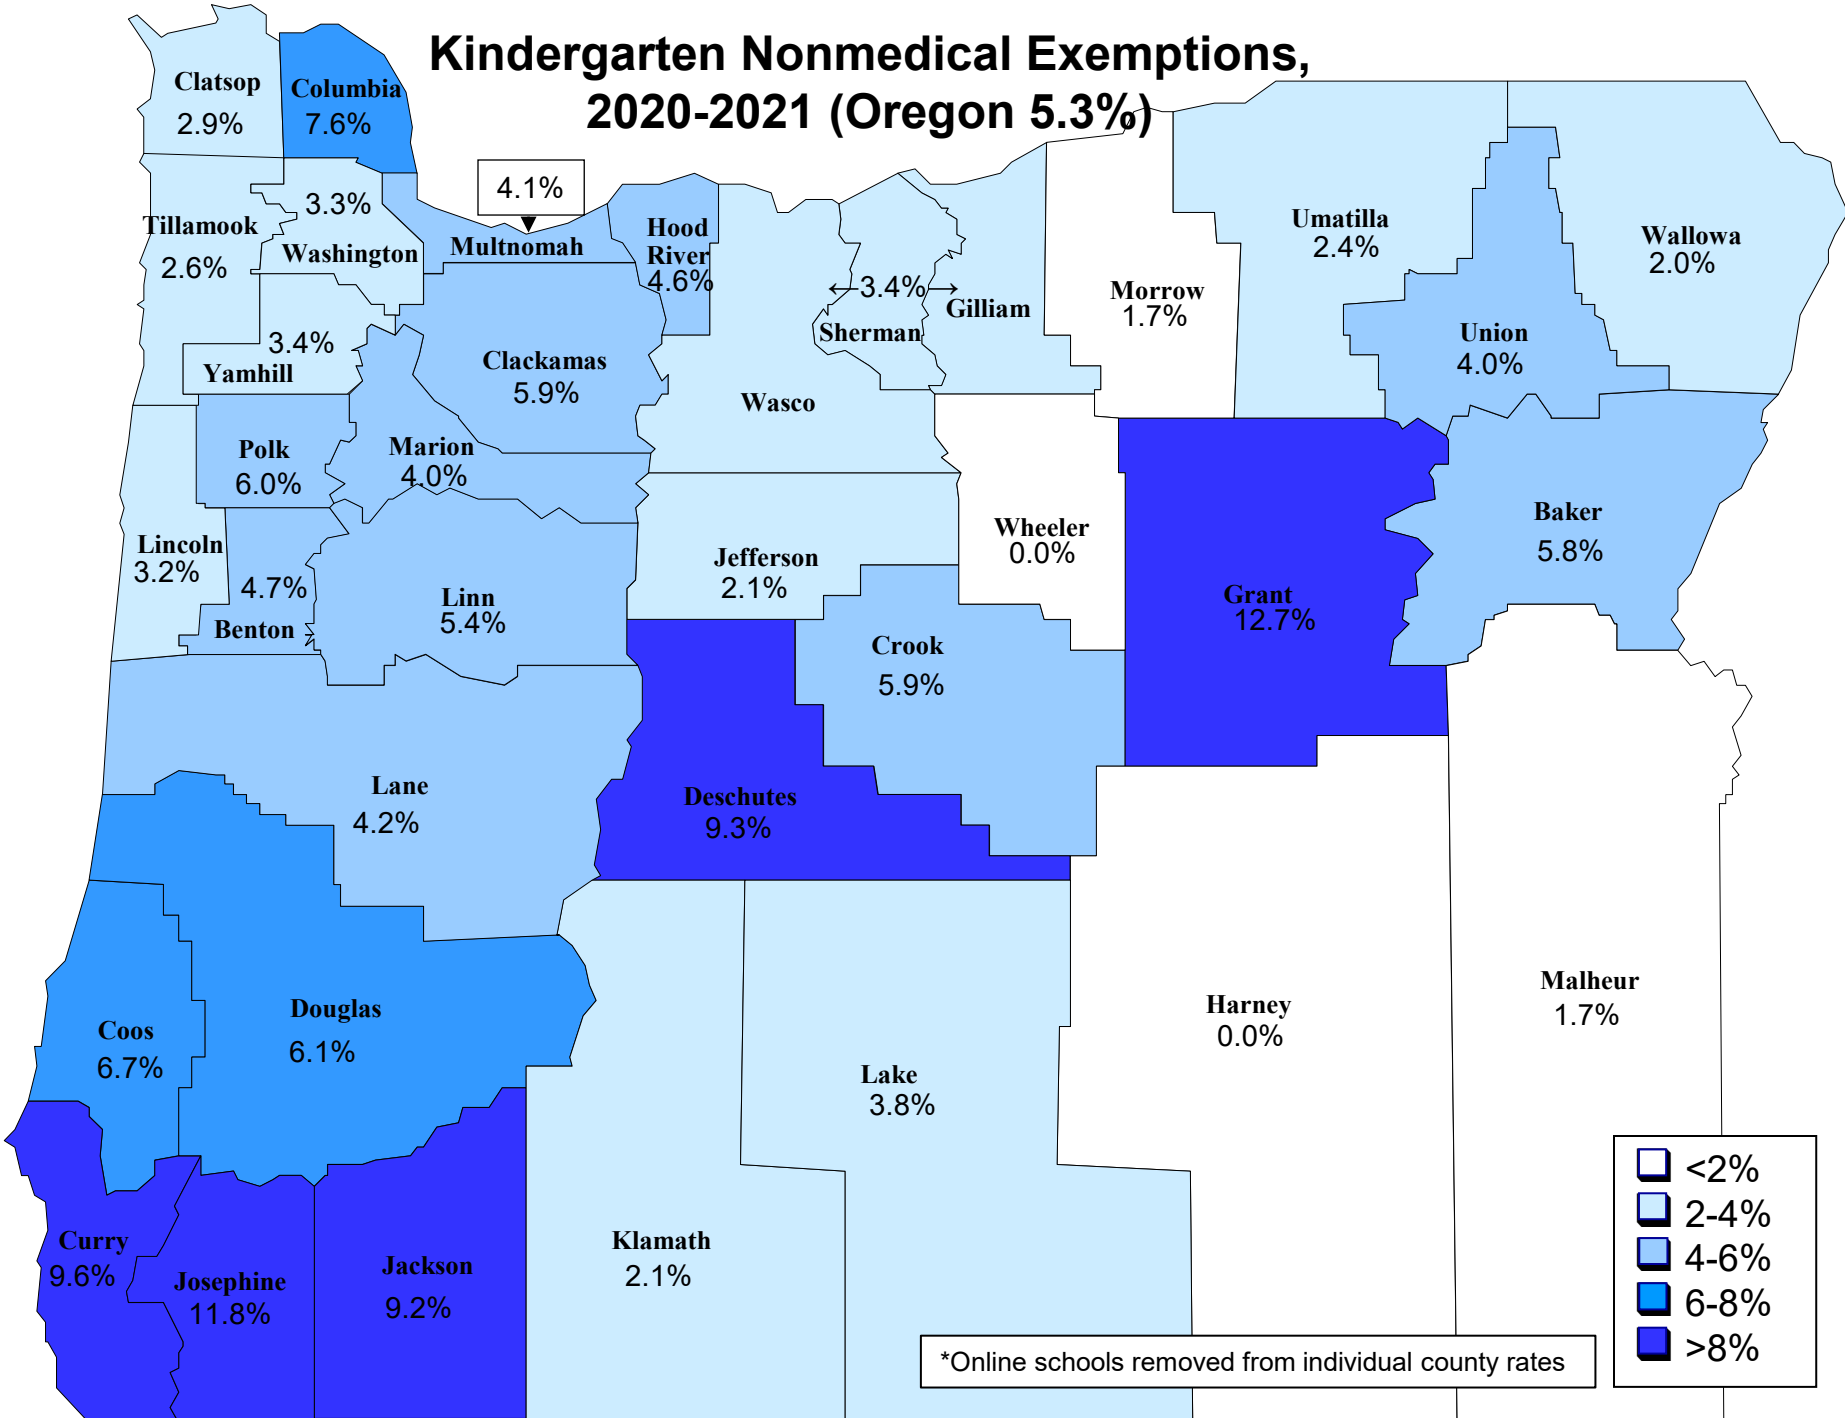 Kindergarten Nonmedical Exemptions,
2020-2021 (Oregon 5.3%)
Clatsop
2.9%
Columbia
7.6%
4.1%
Multnomah
Tillamook
2.6%
3.3%
Washington
Hood
River
4.6%
3.4%
Sherman
Gilliam
Morrow
1.7%
Umatilla
2.4%
Wallowa
2.0%
Union
4.0%
3.4%
Yamhill
Clackamas
5.9%
Wasco
Polk
6.0%
Marion
4.0%
Lincoln
3.2%
4.7%
Benton
Linn
5.4%
Jefferson
2.1%
Wheeler
0.0%
Grant
12.7%
Baker
5.8%
Crook
5.9%
Lane
4.2%
Deschutes
9.3%
Coos
6.7%
Douglas
6.1%
Lake
3.8%
Harney
0.0%
Malheur
1.7%
Curry
9.6%
Josephine
11.8%
Jackson
9.2%
Klamath
2.1%
<2%
2-4%
4-6%
6-8%
>8%
*Online schools removed from individual county rates